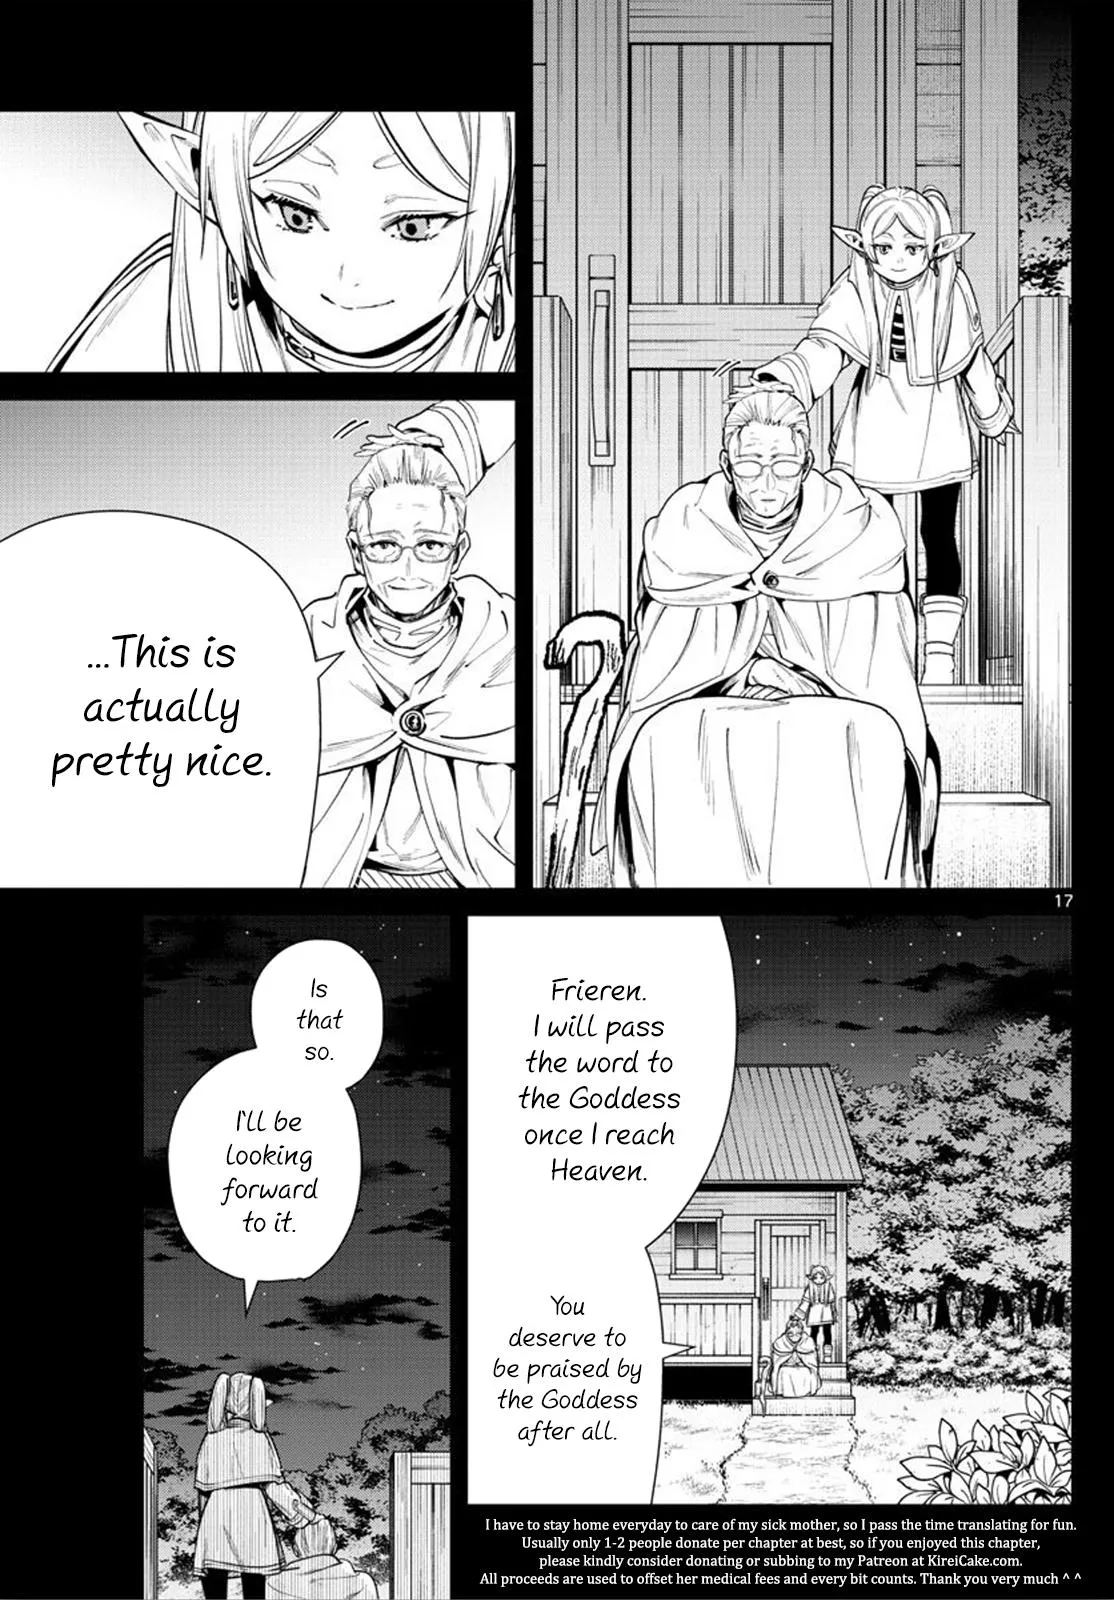 ...This is
actually
pretty nice.
17
Frieren.
I will pass
the word to
the Goddess
once I reach
Heaven.
You
deserve to
be praised by
the Goddess
after all.
Is
that
so.
I'll be
looking
forward
to it.
I have to stay home everyday to care of my sick mother, so I pass the time translating for fun.
Usually only 1-2 people donate per chapter at best, so if you enjoyed this chapter,
please kindly consider donating or subbing to my Patreon at KireiCake.com.
All proceeds are used to offset her medical fees and every bit counts. Thank you very much ^ ^